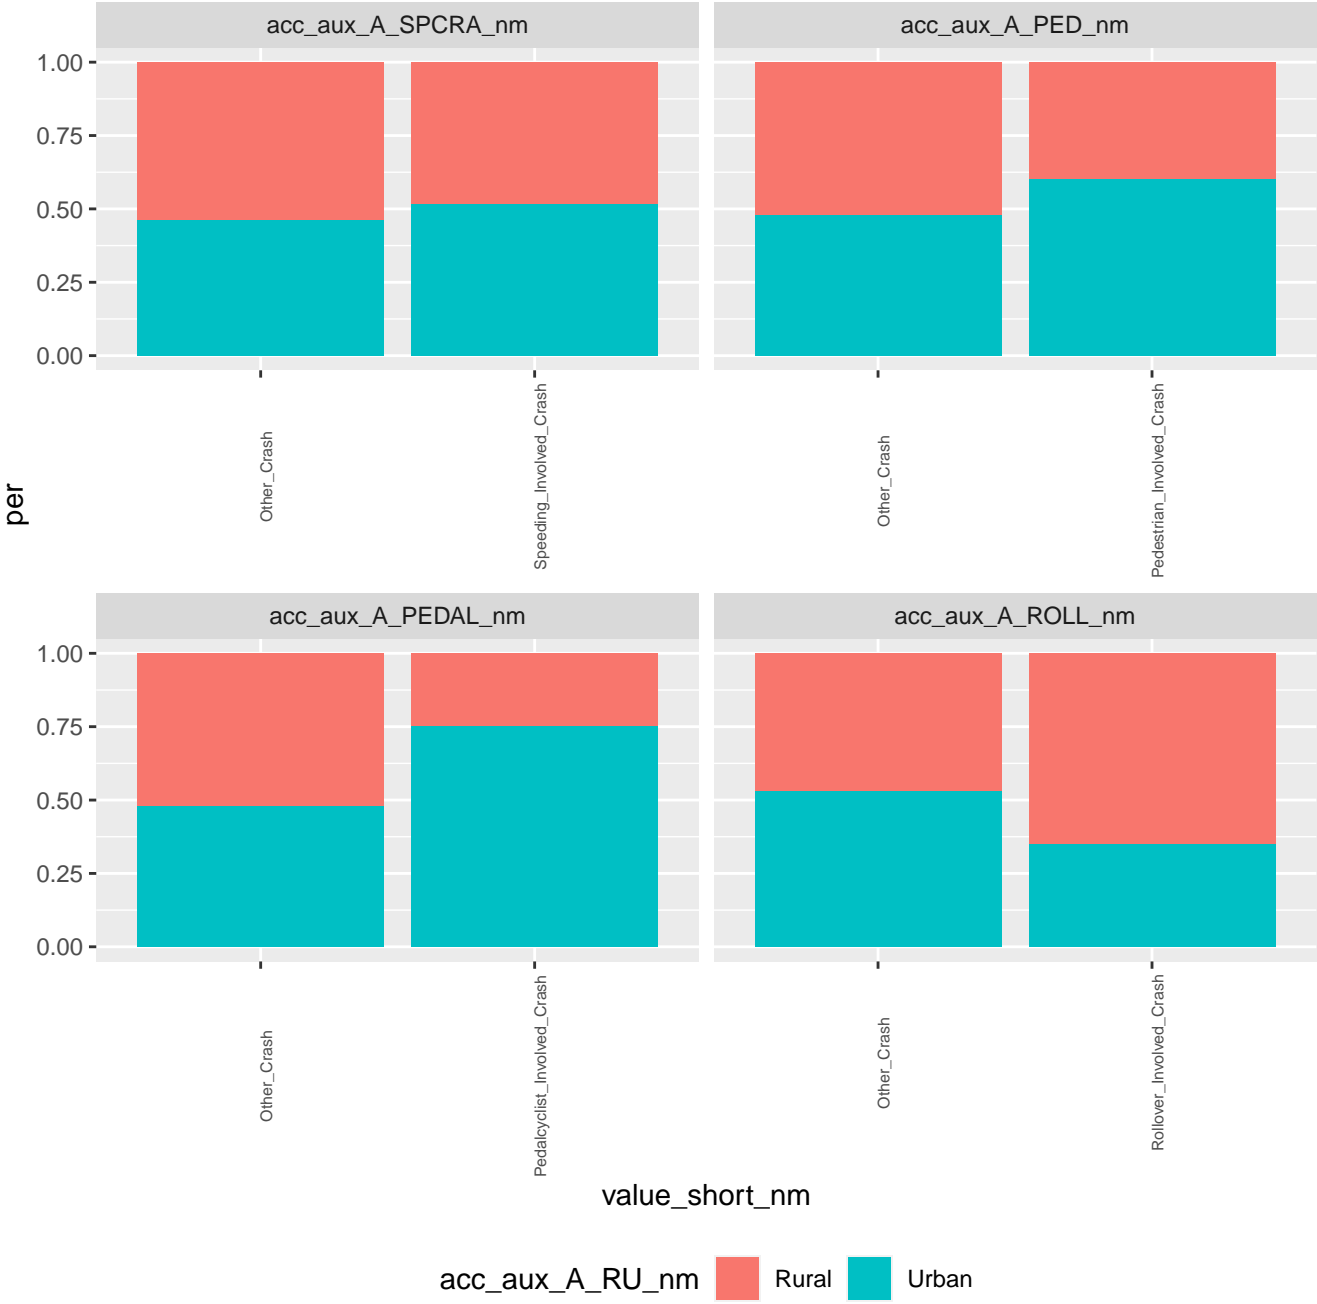 acc_aux_A_SPCRA_nm
acc_aux_A_PED_nm
1.00
0.75
0.50
0.25
0.00
Other_Crash
Speeding_Involved_Crash
Other_Crash
Pedestrian_Involved_Crash
per
acc_aux_A_PEDAL_nm
acc_aux_A_ROLL_nm
1.00
0.75
0.50
0.25
0.00
Other_Crash
Pedalcyclist_Involved_Crash
Other_Crash
Rollover_Involved_Crash
value_short_nm
acc_aux_A_RU_nm Rural Urban